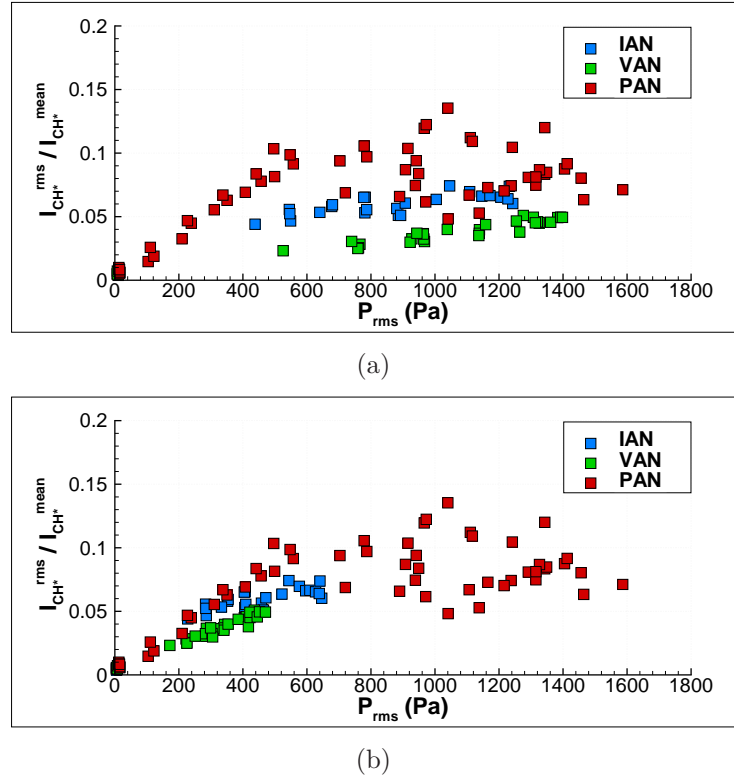 0.2
0.15
0.1
0.05
0
I_CH*^rms / I_CH*^mean
IAN
VAN
PAN
0 200 400 600 800 1000 1200 1400 1600 1800
P_rms (Pa)
(a)
0.2
0.15
0.1
0.05
0
I_CH*^rms / I_CH*^mean
IAN
VAN
PAN
0 200 400 600 800 1000 1200 1400 1600 1800
P_rms (Pa)
(b)